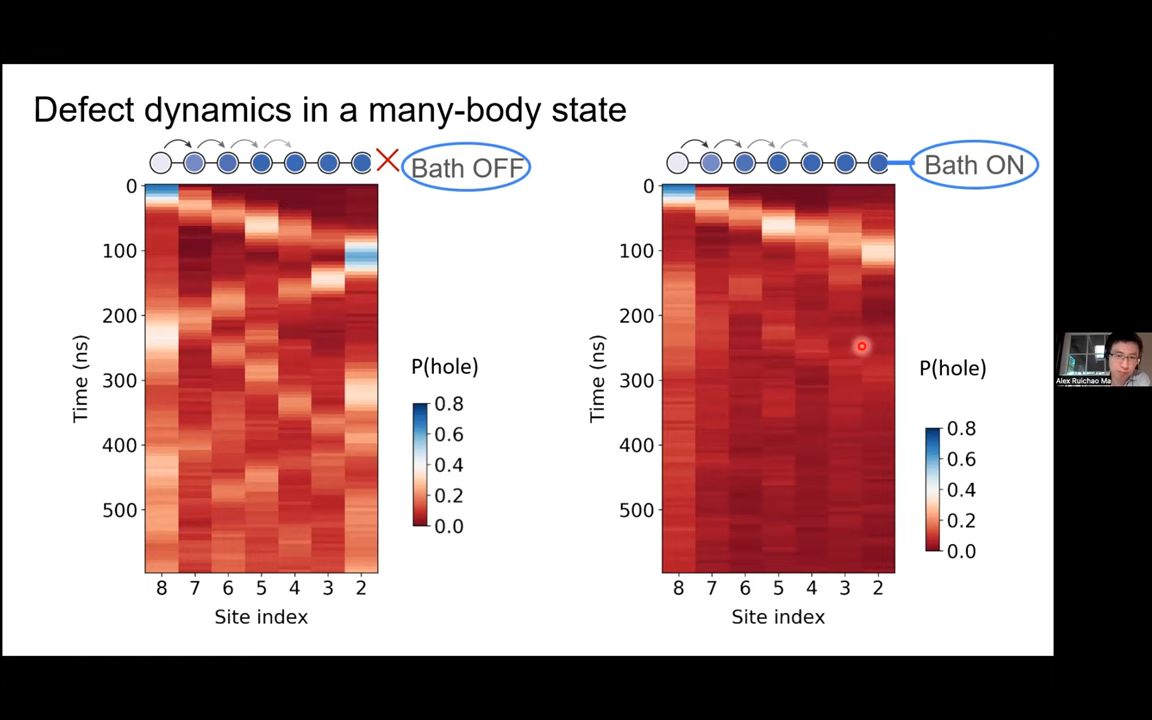 Defect dynamics in a many-body state
Bath OFF
Bath ON
0
100
200
300
400
500
Time (ns)
8 7 6 5 4 3 2
Site index
P(hole)
0.8
0.6
0.4
0.2
0.0
0
100
200
300
400
500
Time (ns)
8 7 6 5 4 3 2
Site index
P(hole)
0.8
0.6
0.4
0.2
0.0
Alex Ruichao Ma